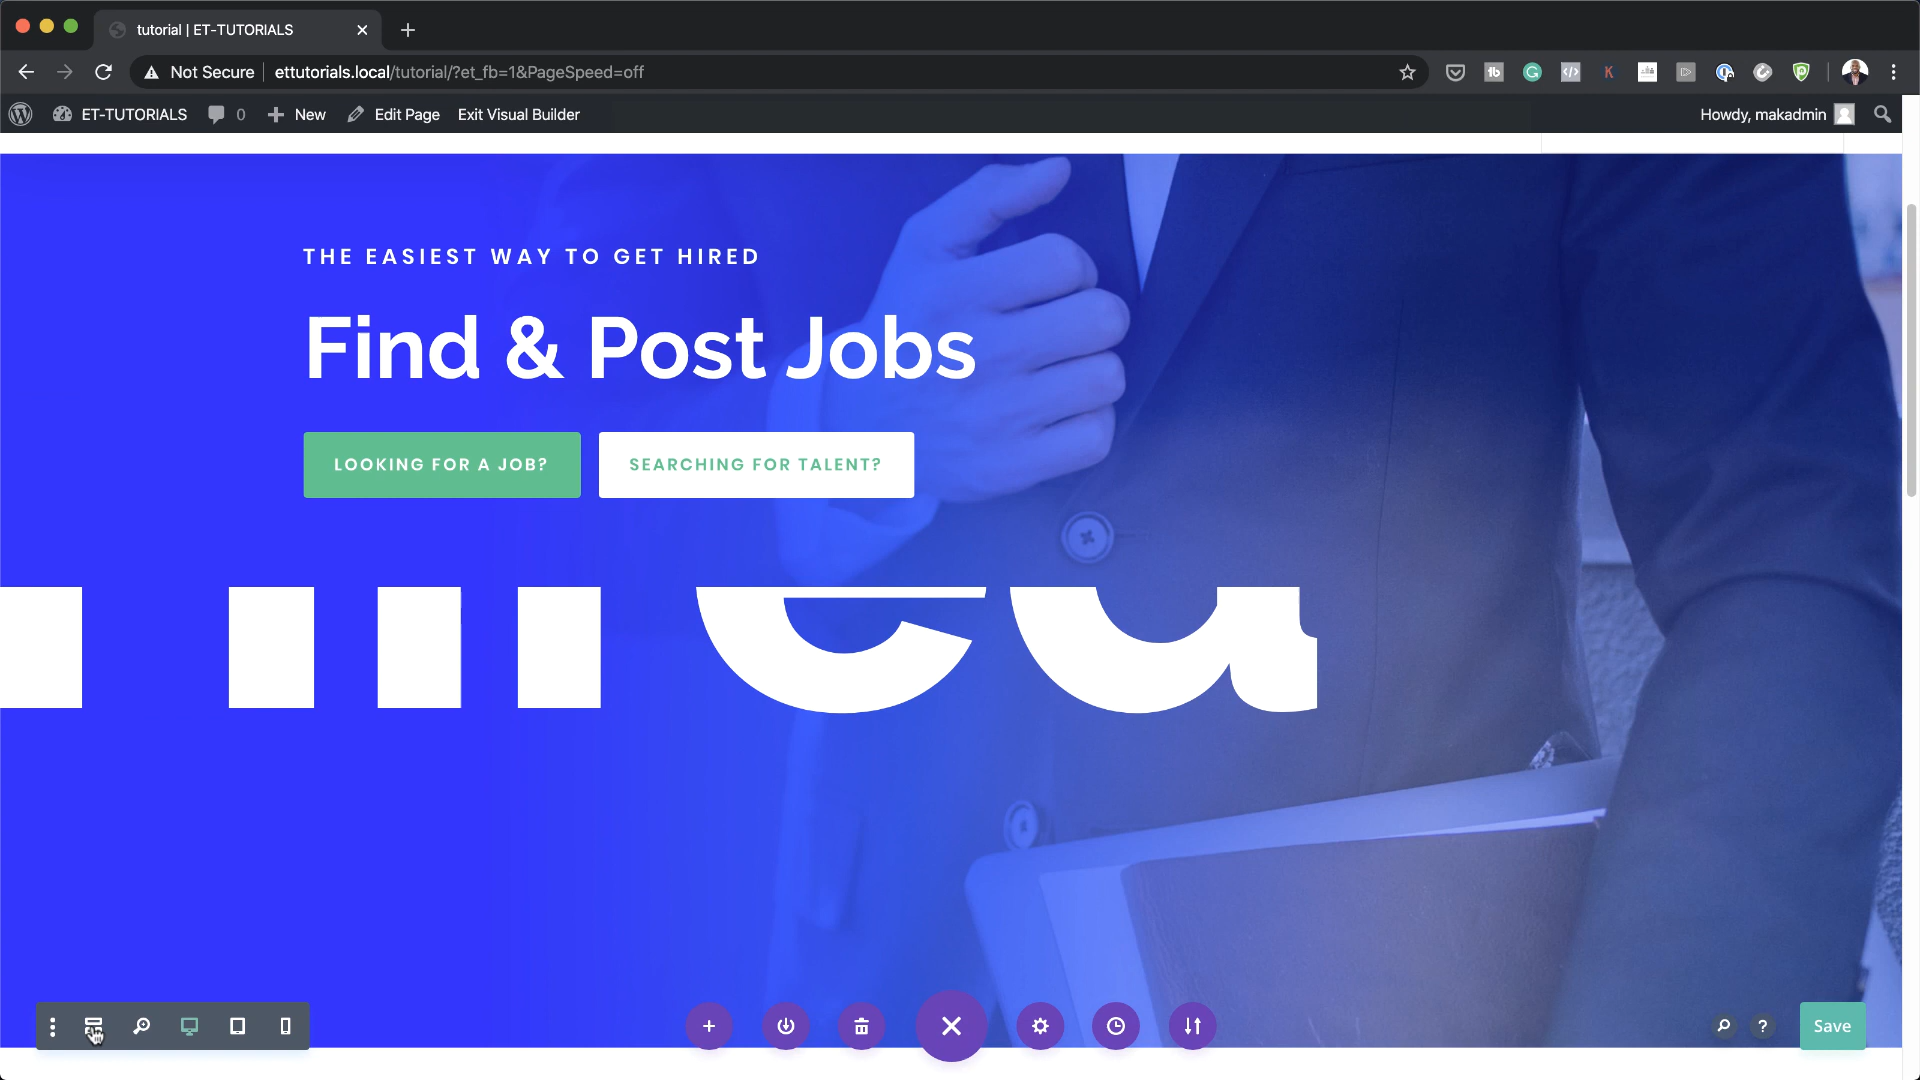 tutorial | ET-TUTORIALS
Not Secure
ettutorials.local/tutorial/?et_fb=1&PageSpeed=off
ET-TUTORIALS
0
New
Edit Page
Exit Visual Builder
Howdy, makadmin
THE EASIEST WAY TO GET HIRED
Find & Post Jobs
LOOKING FOR A JOB?
SEARCHING FOR TALENT?
Save